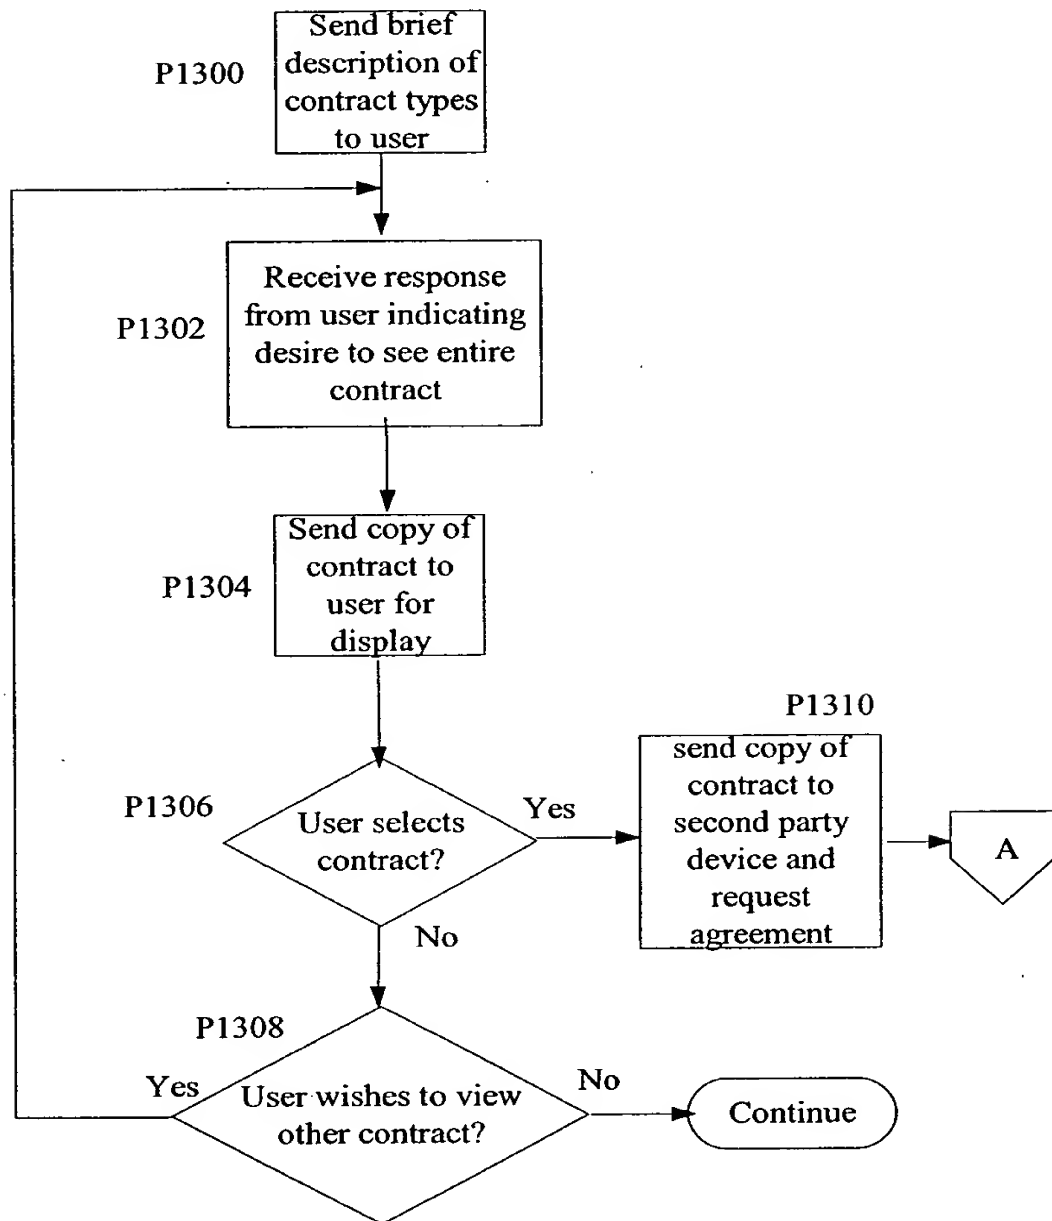 Send brief
description of
contract types
to user
P1300
Receive response
from user indicating
desire to see entire
contract
P1302
Send copy of
contract to
user for
display
P1304
P1310
send copy of
contract to
second party
device and
request
agreement
A
P1306
User selects
contract?
Yes
No
P1308
Yes
User wishes to view
other contract?
No
Continue